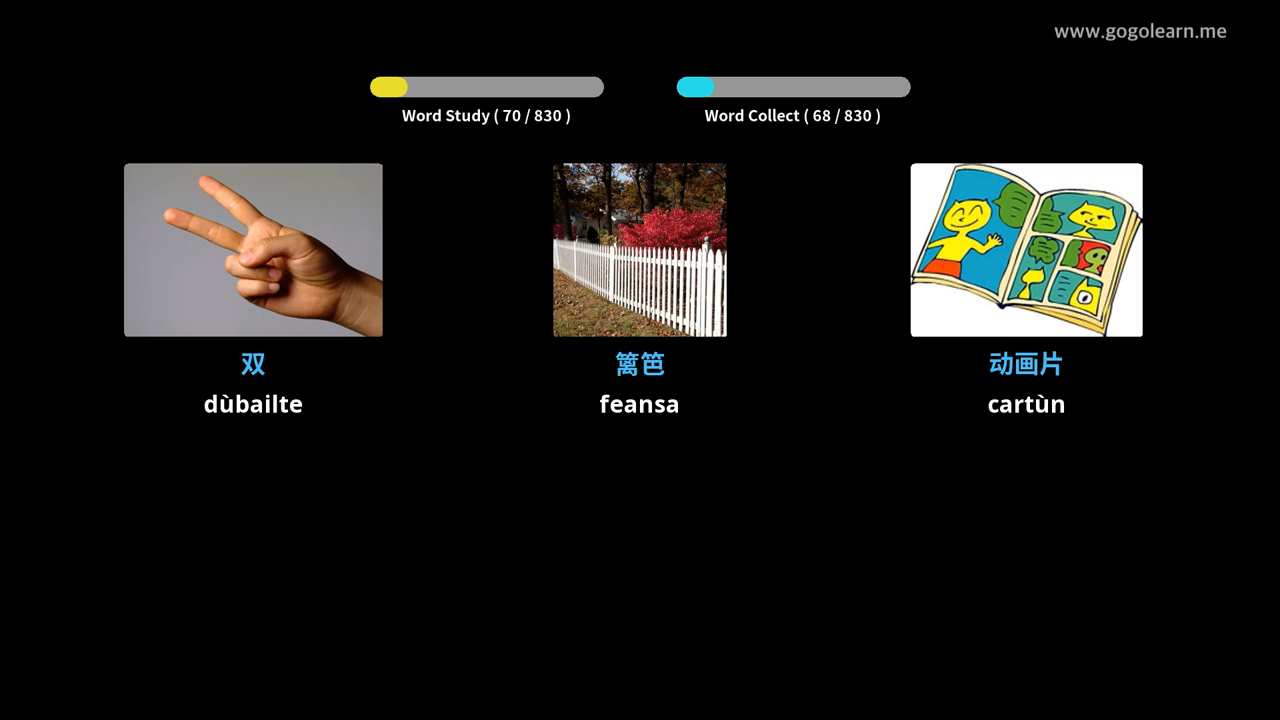 www.gogolearn.me
Word Study ( 70 / 830 )
Word Collect ( 68 / 830 )
双
篱笆
动画片
dùbailte
feansa
cartùn